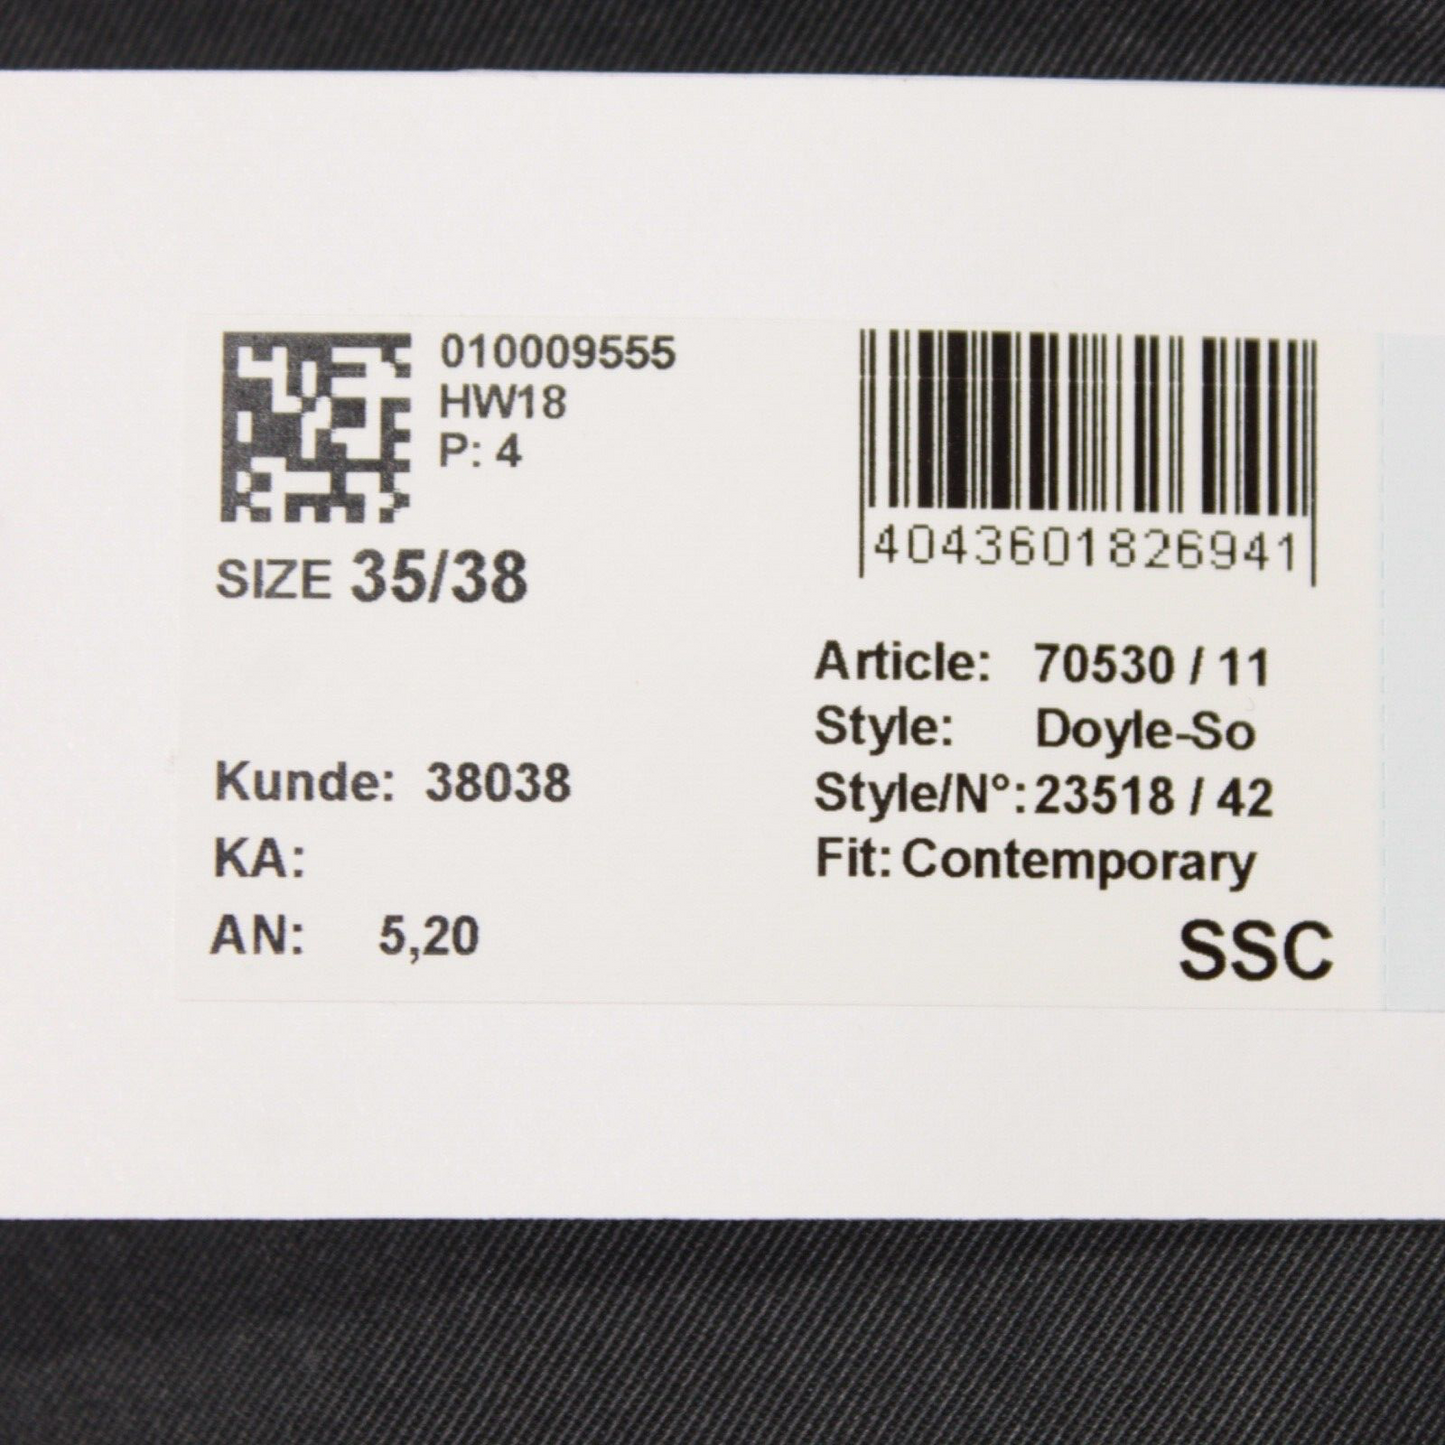 010009555
HW18
P: 4
SIZE 35/38
Kunde: 38038
KA:
AN: 5,20
4043601826941
Article: 70530 / 11
Style: Doyle-So
Style/N°: 23518 / 42
Fit: Contemporary
SSC